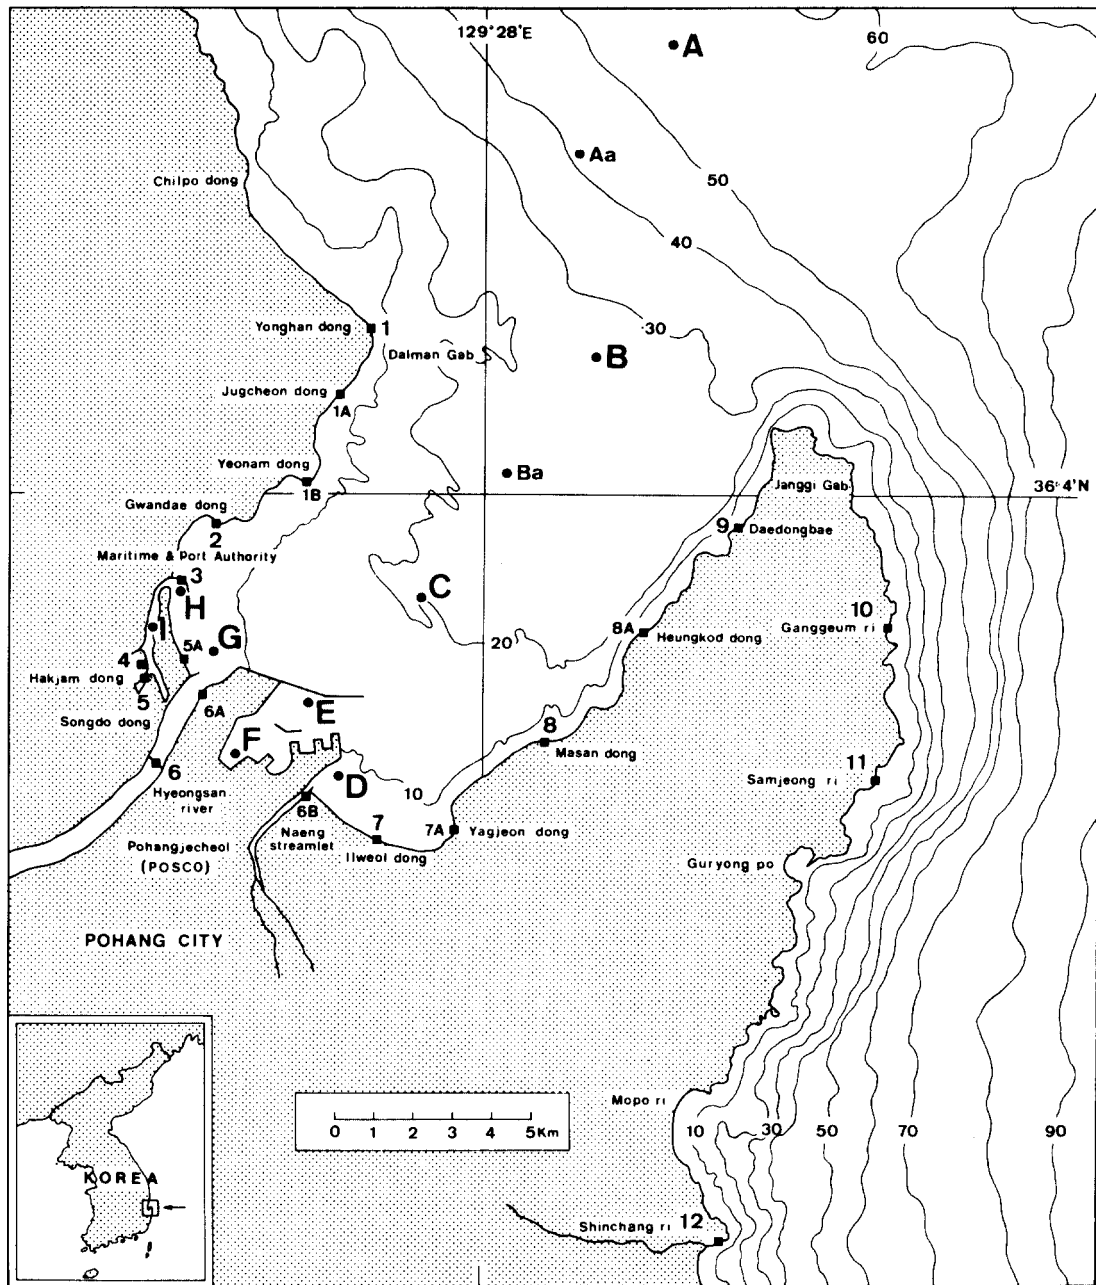 129°28'E
A
60
Aa
50
Chilpo dong
40
30
Yonghan dong
1
Dalman Gab
B
Jugcheon dong
1A
Yeonam dong
1B
Ba
Janggi Gab
36°4'N
Gwandae dong
2
9
Daedongbae
Maritime & Port Authority
3
H
C
10
I
8A
Heungkod dong
Ganggeum ri
G
20
4
5A
Hakjam dong
5
6A
Songdo dong
E
8
Masan dong
F
6
Hyeongsan
river
D
10
11
Samjeong ri
6B
Naeng
streamlet
7
7A
Yagjeon dong
Ilweol dong
Pohangjecheol
(POSCO)
Guryong po
POHANG CITY
Mopo ri
10
30
50
70
90
0 1 2 3 4 5Km
KOREA
Shinchang ri
12